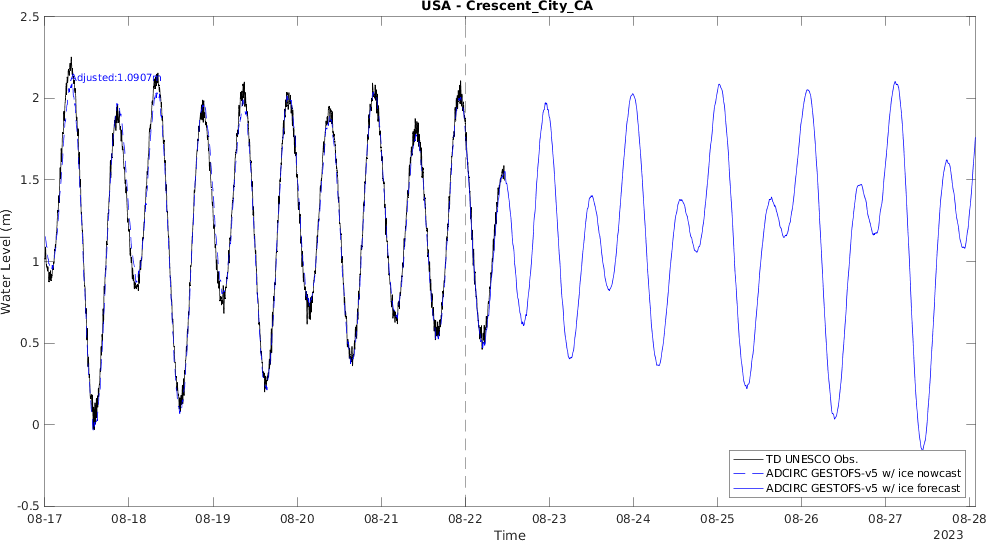 USA - Crescent_City_CA
2.5
2
1.5
1
0.5
0
-0.5
Water Level (m)
Adjusted:1.0907m
TD UNESCO Obs.
ADCIRC GESTOFS-v5 w/ ice nowcast
ADCIRC GESTOFS-v5 w/ ice forecast
08-17 08-18 08-19 08-20 08-21 08-22 08-23 08-24 08-25 08-26 08-27 08-28
Time
2023